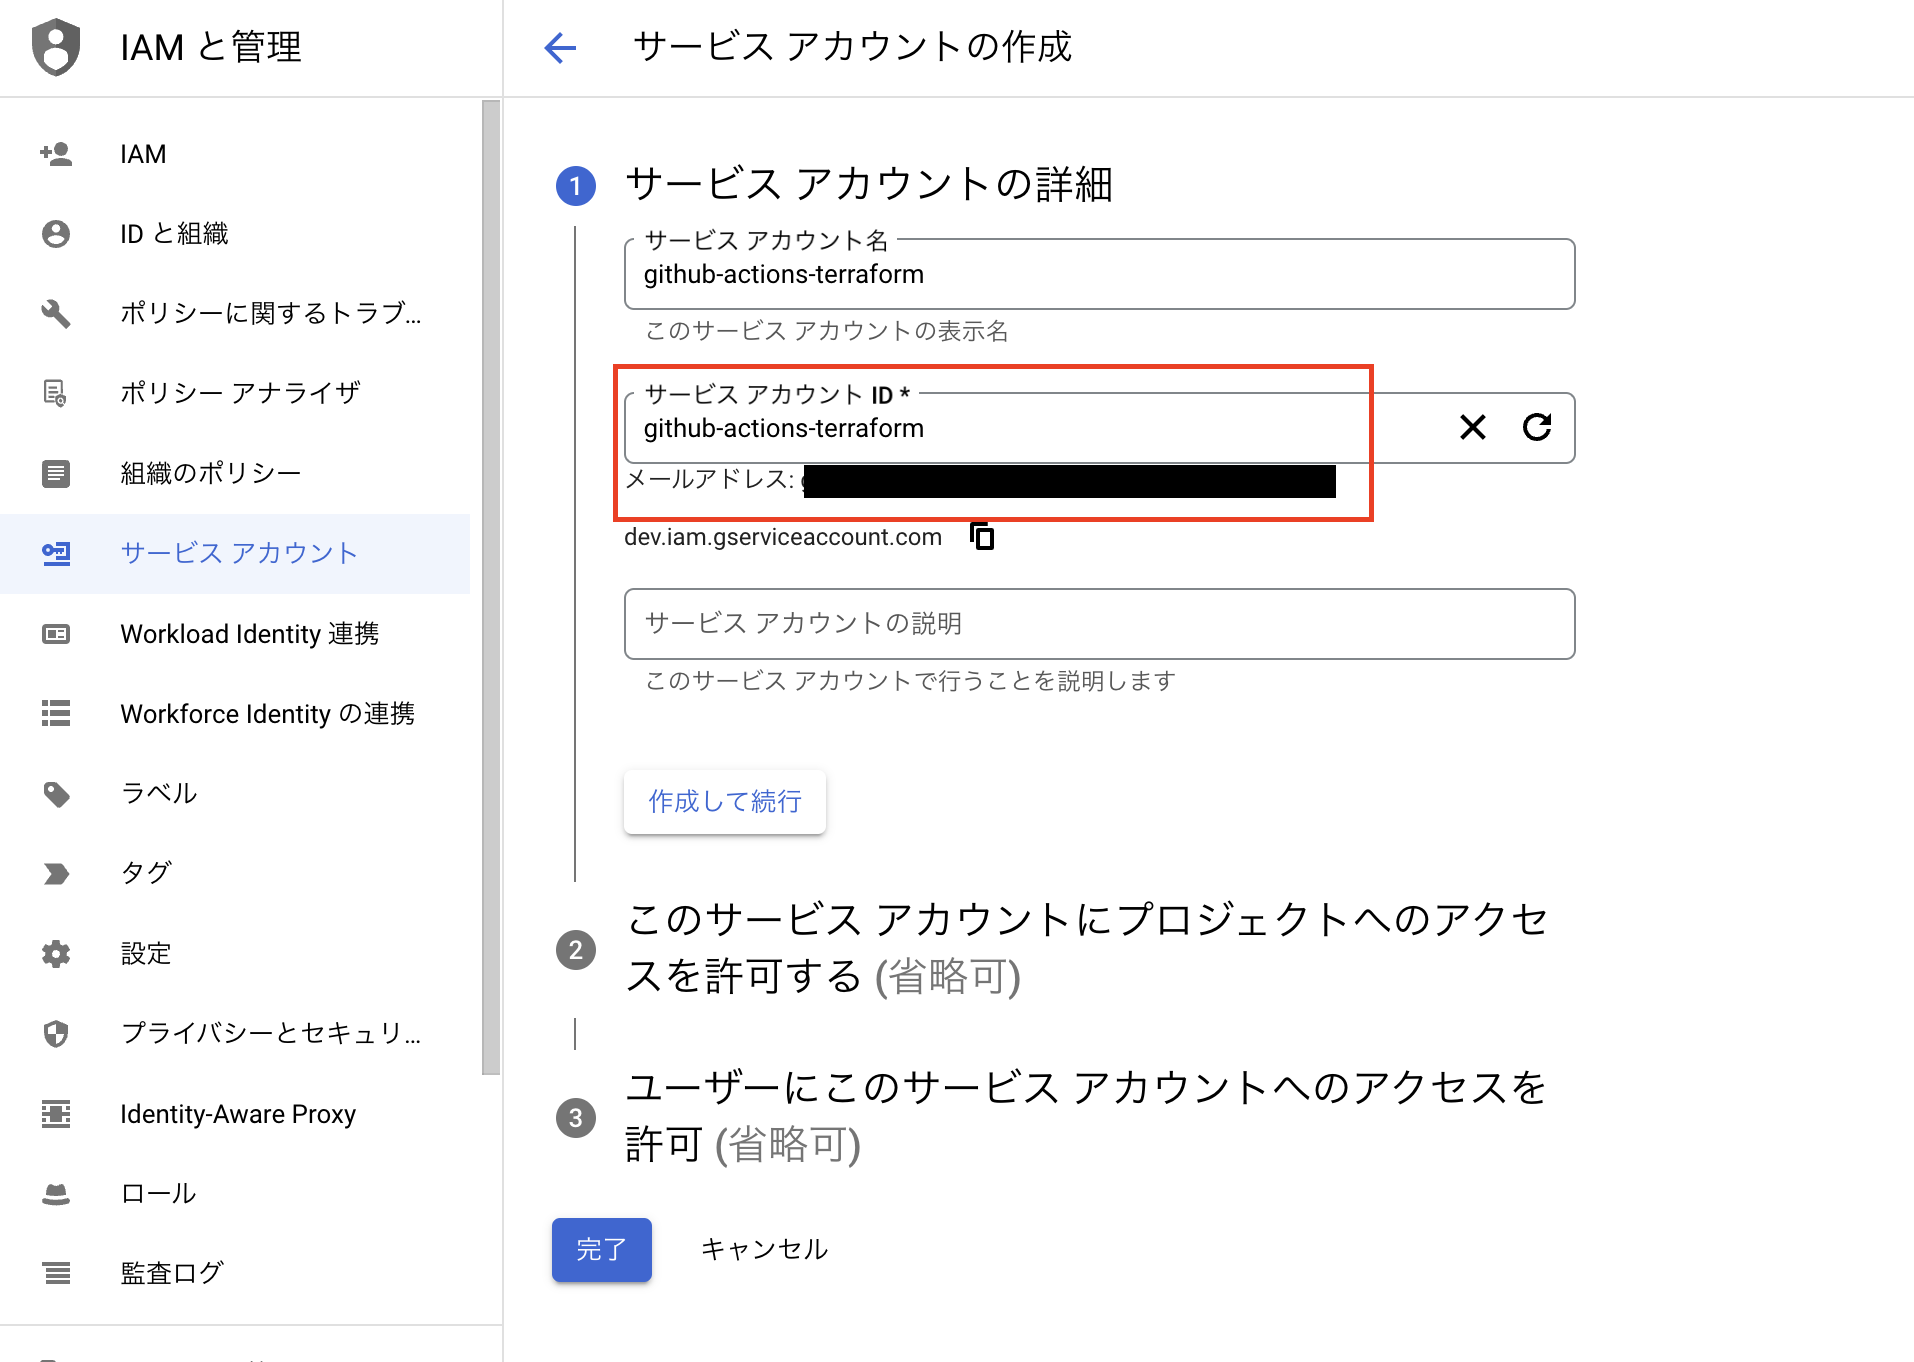 IAM と管理
サービス アカウントの作成
IAM
ID と組織
ポリシーに関するトラブ...
ポリシー アナライザ
組織のポリシー
サービス アカウント
Workload Identity 連携
Workforce Identity の連携
ラベル
タグ
設定
プライバシーとセキュリ...
Identity-Aware Proxy
ロール
監査ログ
1
サービス アカウントの詳細
サービス アカウント名
github-actions-terraform
このサービス アカウントの表示名
サービス アカウント ID *
github-actions-terraform
メールアドレス:
dev.iam.gserviceaccount.com
サービス アカウントの説明
このサービス アカウントで行うことを説明します
作成して続行
2
このサービス アカウントにプロジェクトへのアクセ
スを許可する (省略可)
3
ユーザーにこのサービス アカウントへのアクセスを
許可 (省略可)
完了
キャンセル